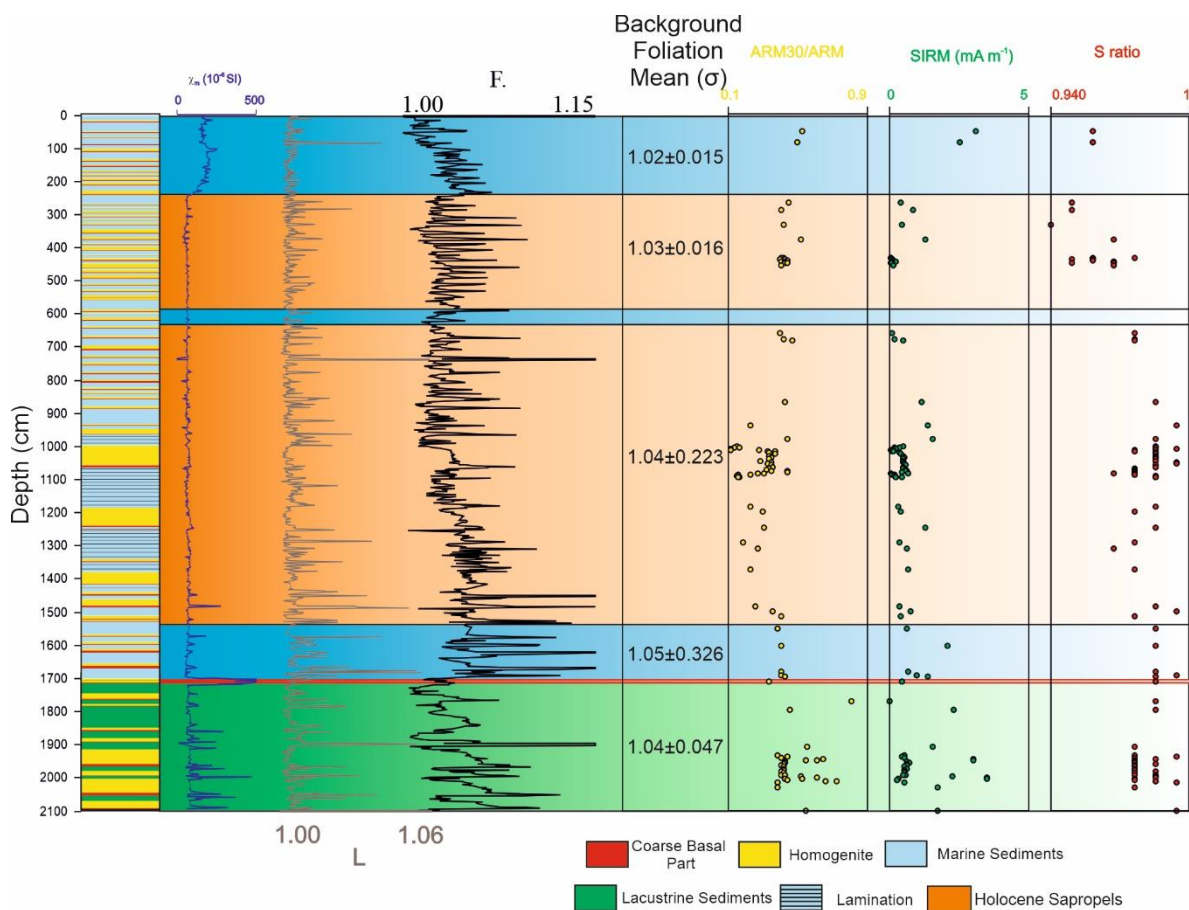 Background
Foliation
Mean (σ)
ARM30/ARM
SIRM (mA m⁻¹)
S ratio
χm (10⁻⁶ SI)
F.
0 500
1.00 1.15
0.1 0.9
0 5
0.940 1
Depth (cm)
0
100
200
300
400
500
600
700
800
900
1000
1100
1200
1300
1400
1500
1600
1700
1800
1900
2000
2100
1.02±0.015
1.03±0.016
1.04±0.223
1.05±0.326
1.04±0.047
1.00 1.06
L
Coarse Basal
Part
Homogenite
Marine Sediments
Lacustrine Sediments
Lamination
Holocene Sapropels